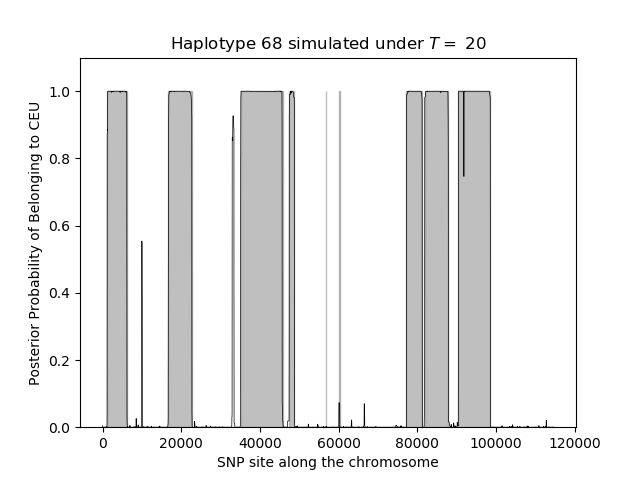 Haplotype 68 simulated under T = 20
Posterior Probability of Belonging to CEU
1.0
0.8
0.6
0.4
0.2
0.0
0 20000 40000 60000 80000 100000 120000
SNP site along the chromosome